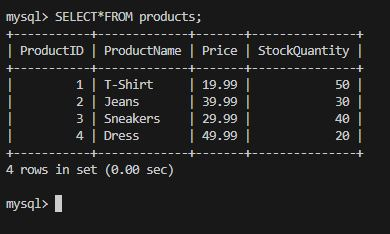 mysql> SELECT*FROM products;
+-----------+-------------+-------+---------------+
| ProductID | ProductName | Price | StockQuantity |
+-----------+-------------+-------+---------------+
|         1 | T-Shirt     | 19.99 |            50 |
|         2 | Jeans       | 39.99 |            30 |
|         3 | Sneakers    | 29.99 |            40 |
|         4 | Dress       | 49.99 |            20 |
+-----------+-------------+-------+---------------+
4 rows in set (0.00 sec)
mysql>